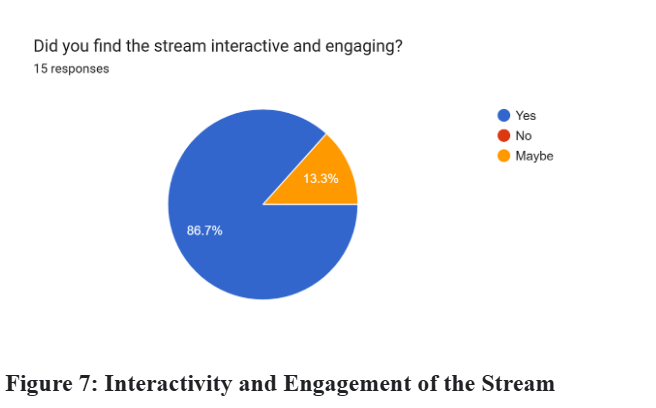 Did you find the stream interactive and engaging?
15 responses
Yes
No
Maybe
13.3%
86.7%
Figure 7: Interactivity and Engagement of the Stream